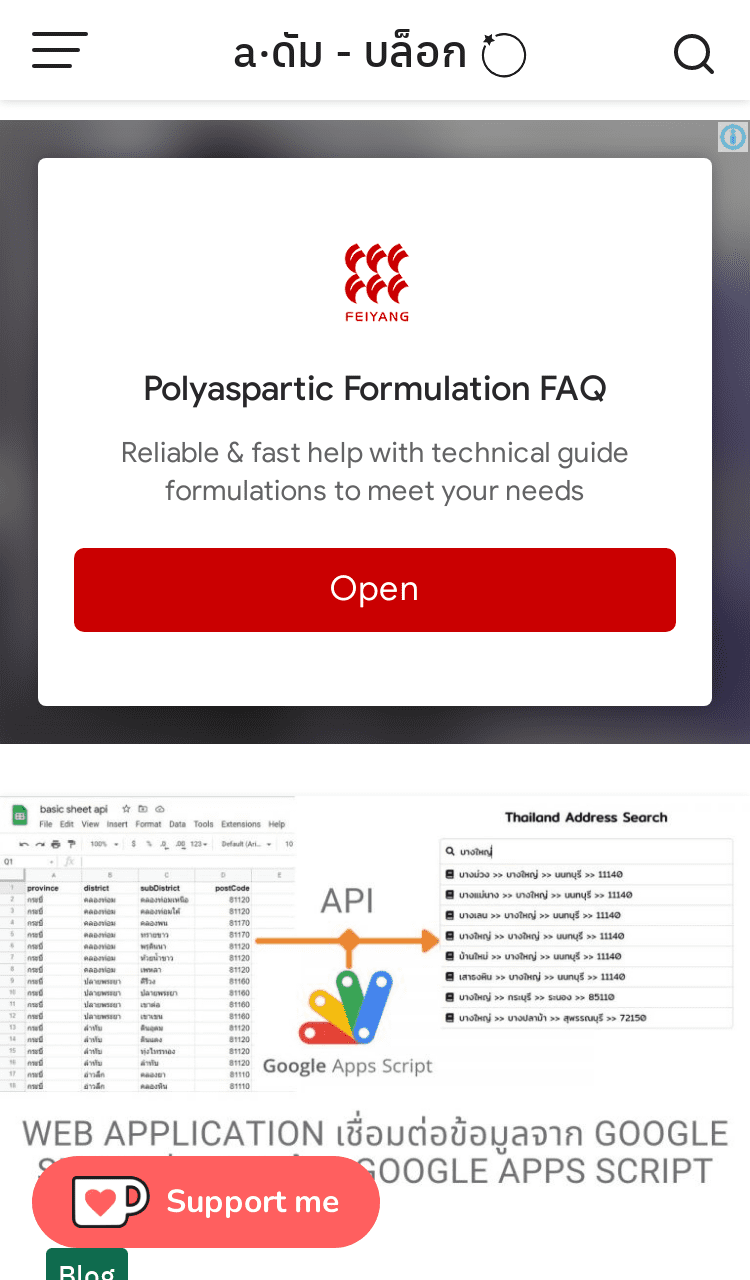 a·ดัม - บล็อก
FEIYANG
Polyaspartic Formulation FAQ
Reliable & fast help with technical guide
formulations to meet your needs
Open
basic sheet api
File Edit View Insert Format Data Tools Extensions Help
100% $ % .0 .00 123 Default (Ari... 10
Q1
A B C D E
1 province district subDistrict postCode
2 กระบี่ คลองท่อม คลองท่อมเหนือ 81120
3 กระบี่ คลองท่อม คลองท่อมใต้ 81120
4 กระบี่ คลองท่อม คลองพน 81170
5 กระบี่ คลองท่อม ทรายขาว 81170
6 กระบี่ คลองท่อม พรุดินนา 81120
7 กระบี่ คลองท่อม ห้วยน้ำขาว 81120
8 กระบี่ คลองท่อม เพหลา 81120
9 กระบี่ ปลายพระยา คีรีวง 81160
10 กระบี่ ปลายพระยา ปลายพระยา 81160
11 กระบี่ ปลายพระยา เขาต่อ 81160
12 กระบี่ ปลายพระยา เขาเขน 81160
13 กระบี่ ลำทับ ดินอุดม 81120
14 กระบี่ ลำทับ ดินแดง 81120
15 กระบี่ ลำทับ ทุ่งไทรทอง 81120
16 กระบี่ ลำทับ ลำทับ 81120
17 กระบี่ อ่าวลึก คลองยา 81110
18 กระบี่ อ่าวลึก คลองหิน 81110
API
Google Apps Script
Thailand Address Search
บางใหญ่
บางม่วง >> บางใหญ่ >> นนทบุรี >> 11140
บางแม่นาง >> บางใหญ่ >> นนทบุรี >> 11140
บางเลน >> บางใหญ่ >> นนทบุรี >> 11140
บางใหญ่ >> บางใหญ่ >> นนทบุรี >> 11140
บ้านใหม่ >> บางใหญ่ >> นนทบุรี >> 11140
เสาธงหิน >> บางใหญ่ >> นนทบุรี >> 11140
บางใหญ่ >> กระบุรี >> ระนอง >> 85110
บางใหญ่ >> บางปลาม้า >> สุพรรณบุรี >> 72150
WEB APPLICATION เชื่อมต่อข้อมูลจาก GOOGLE
GOOGLE APPS SCRIPT
Support me
Blog